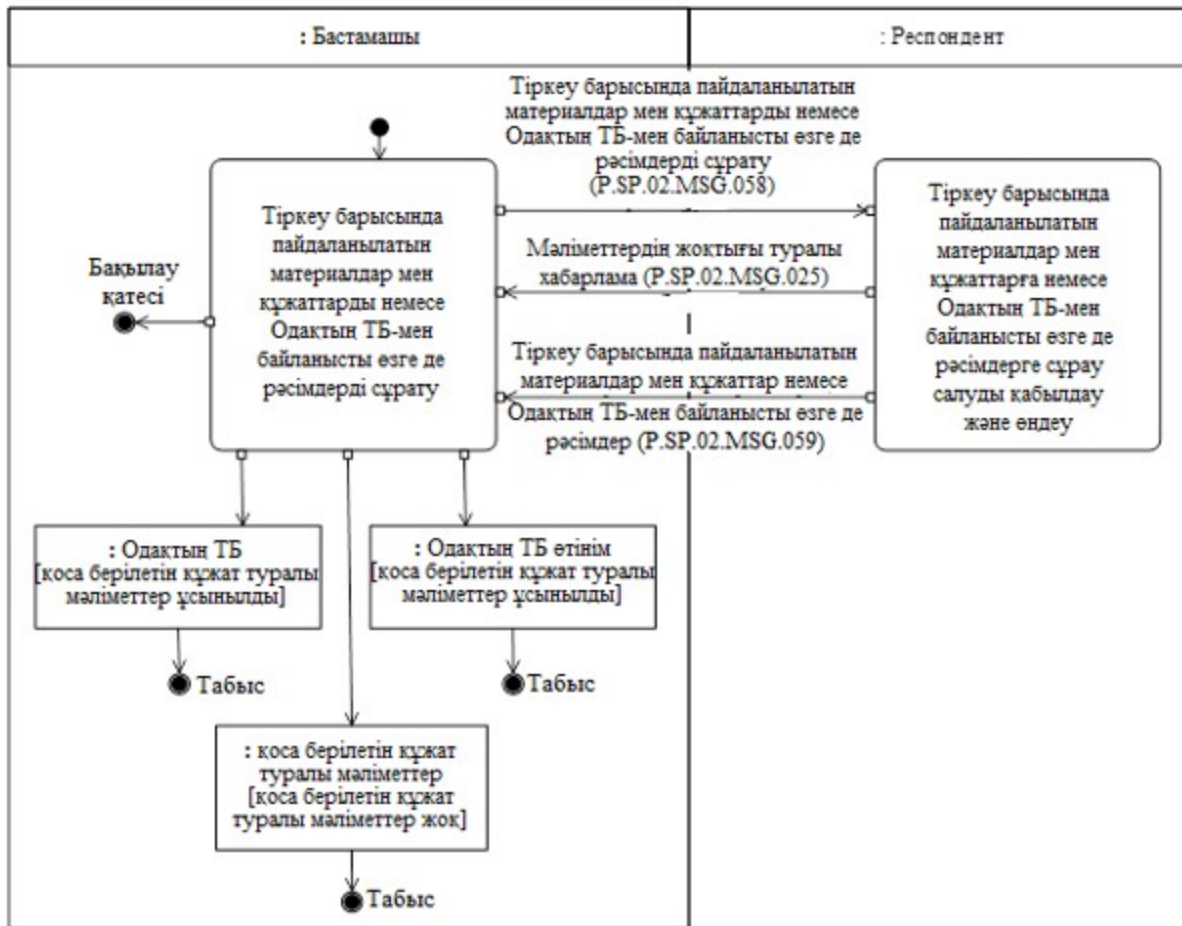 : Бастамашы
: Респондент
Тіркеу барысында пайдаланылатын
материалдар мен құжаттарды немесе
Одақтың ТБ-мен байланысты өзге де
рәсімдерді сұрату
(P.SP.02.MSG.058)
Тіркеу барысында
пайдаланылатын
материалдар мен
құжаттарды немесе
Одақтың ТБ-мен
байланысты өзге де
рәсімдерді сұрату
Бақылау
қатесі
Мәліметтердің жоқтығы туралы
хабарлама (P.SP.02.MSG.025)
Тіркеу барысында пайдаланылатын
материалдар мен құжаттар немесе
Одақтың ТБ-мен байланысты өзге де
рәсімдер (P.SP.02.MSG.059)
Тіркеу барысында
пайдаланылатын
материалдар мен
құжаттарға немесе
Одақтың ТБ-мен
байланысты өзге де
рәсімдерге сұрау
салуды қабылдау
және өңдеу
: Одақтың ТБ
[қоса берілетін құжат туралы
мәліметтер ұсынылды]
: Одақтың ТБ өтінім
[қоса берілетін құжат туралы
мәліметтер ұсынылды]
Табыс
Табыс
: қоса берілетін құжат
туралы мәліметтер
[қоса берілетін құжат
туралы мәліметтер жоқ]
Табыс